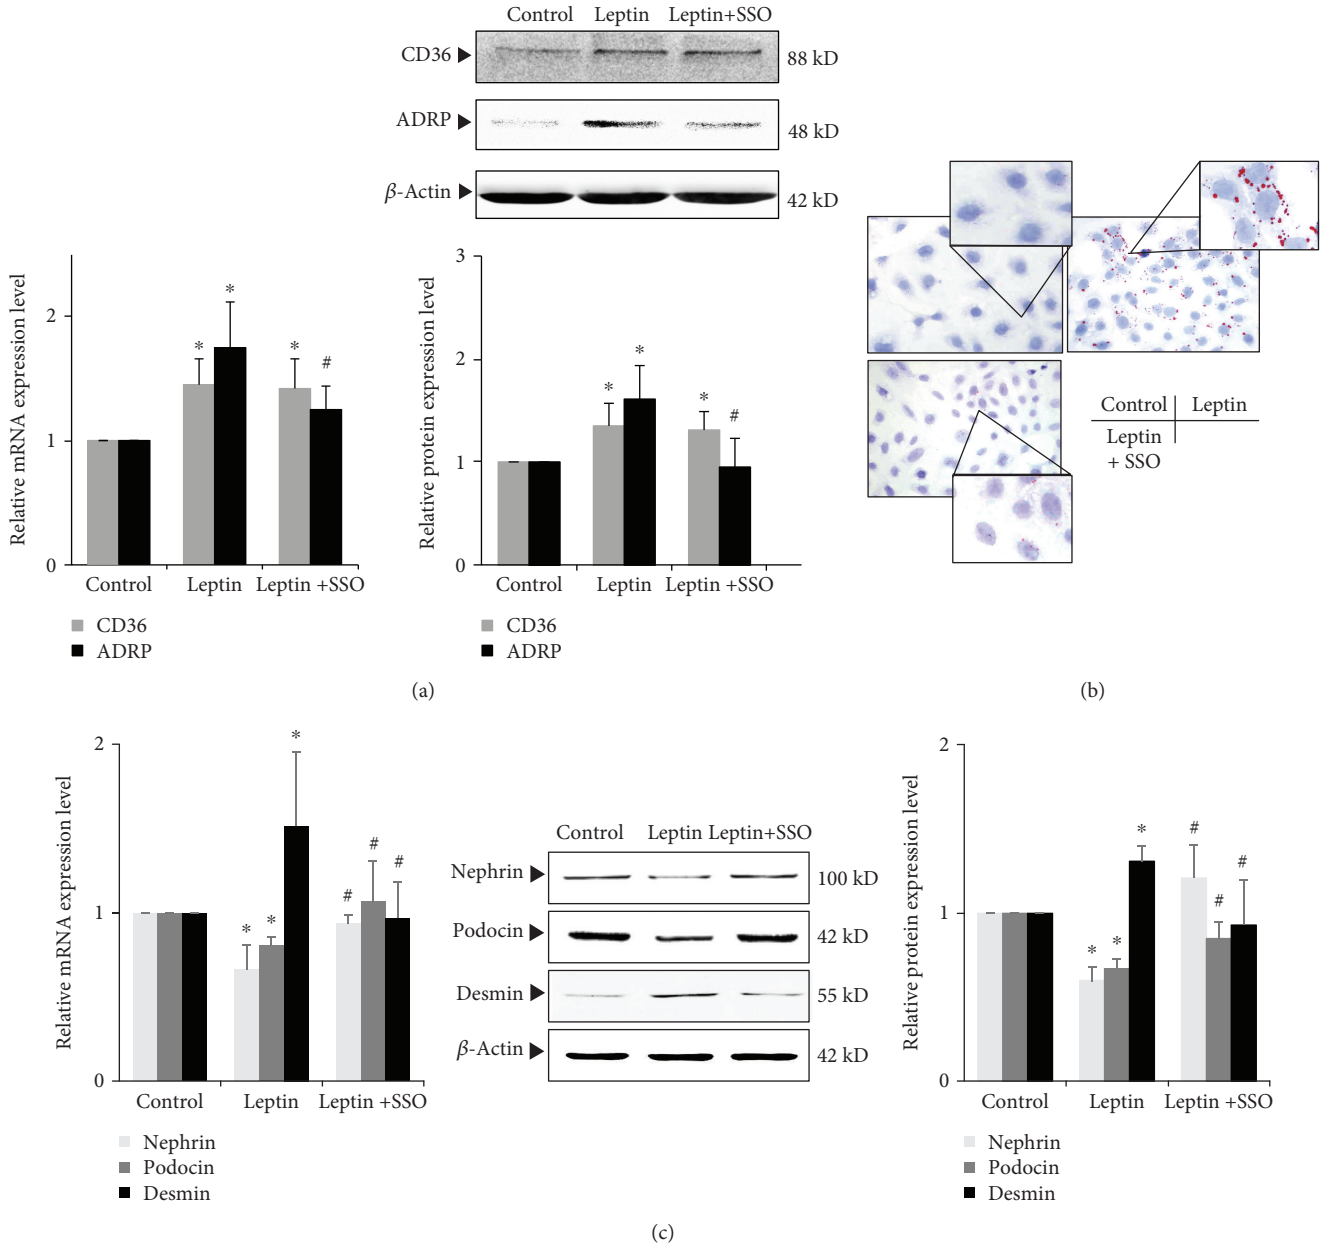 Control Leptin Leptin+SSO
CD36 88 kD
ADRP 48 kD
β-Actin 42 kD
Relative mRNA expression level
2
1
0
* * * #
Control Leptin Leptin +SSO
CD36
ADRP
Relative protein expression level
3
2
1
0
* * * #
Control Leptin Leptin +SSO
CD36
ADRP
(a)
Control Leptin
Leptin
+ SSO
(b)
Relative mRNA expression level
2
1
0
* * * # # #
Control Leptin Leptin +SSO
Nephrin
Podocin
Desmin
Control Leptin Leptin+SSO
Nephrin 100 kD
Podocin 42 kD
Desmin 55 kD
β-Actin 42 kD
Relative protein expression level
2
1
0
* * * # # #
Control Leptin Leptin +SSO
Nephrin
Podocin
Desmin
(c)